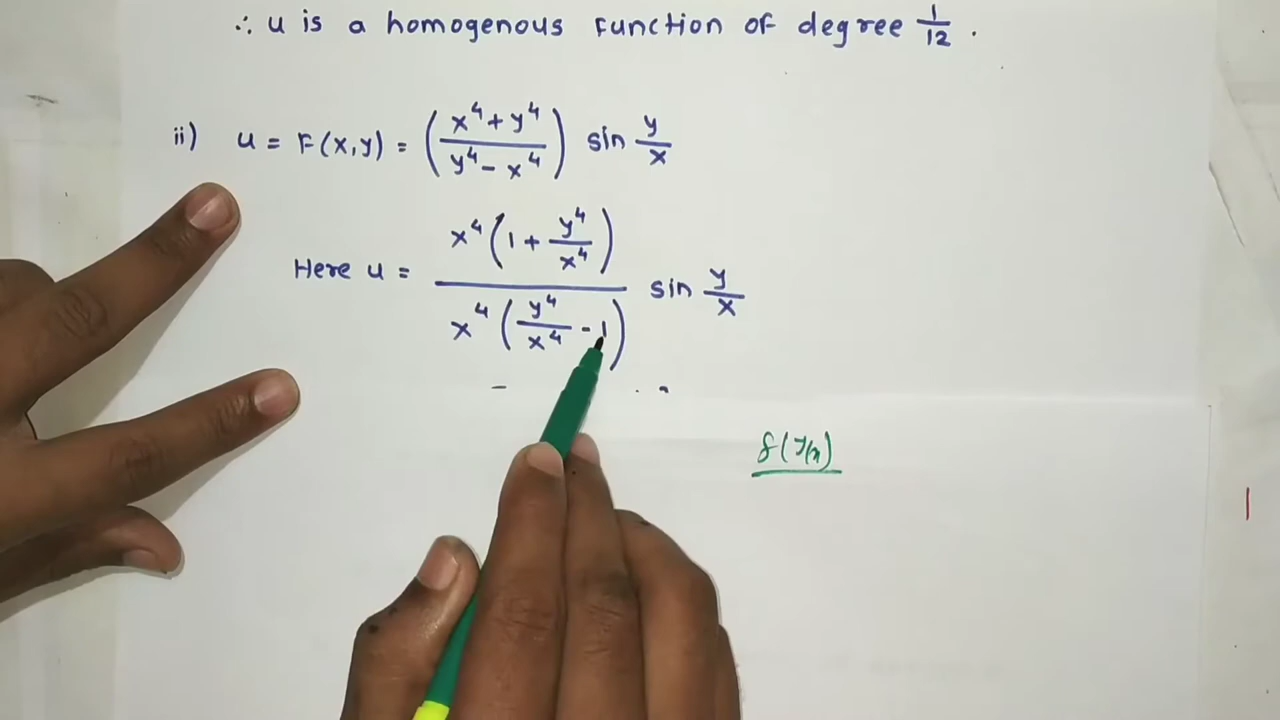 ∴ u is a homogenous function of degree 1/12 .
ii) u = F(x,y) = ( (x⁴ + y⁴) / (y⁴ - x⁴) ) sin y/x
Here u = x⁴ (1 + y⁴/x⁴) / x⁴ (y⁴/x⁴ - 1) sin y/x
f(y/x)